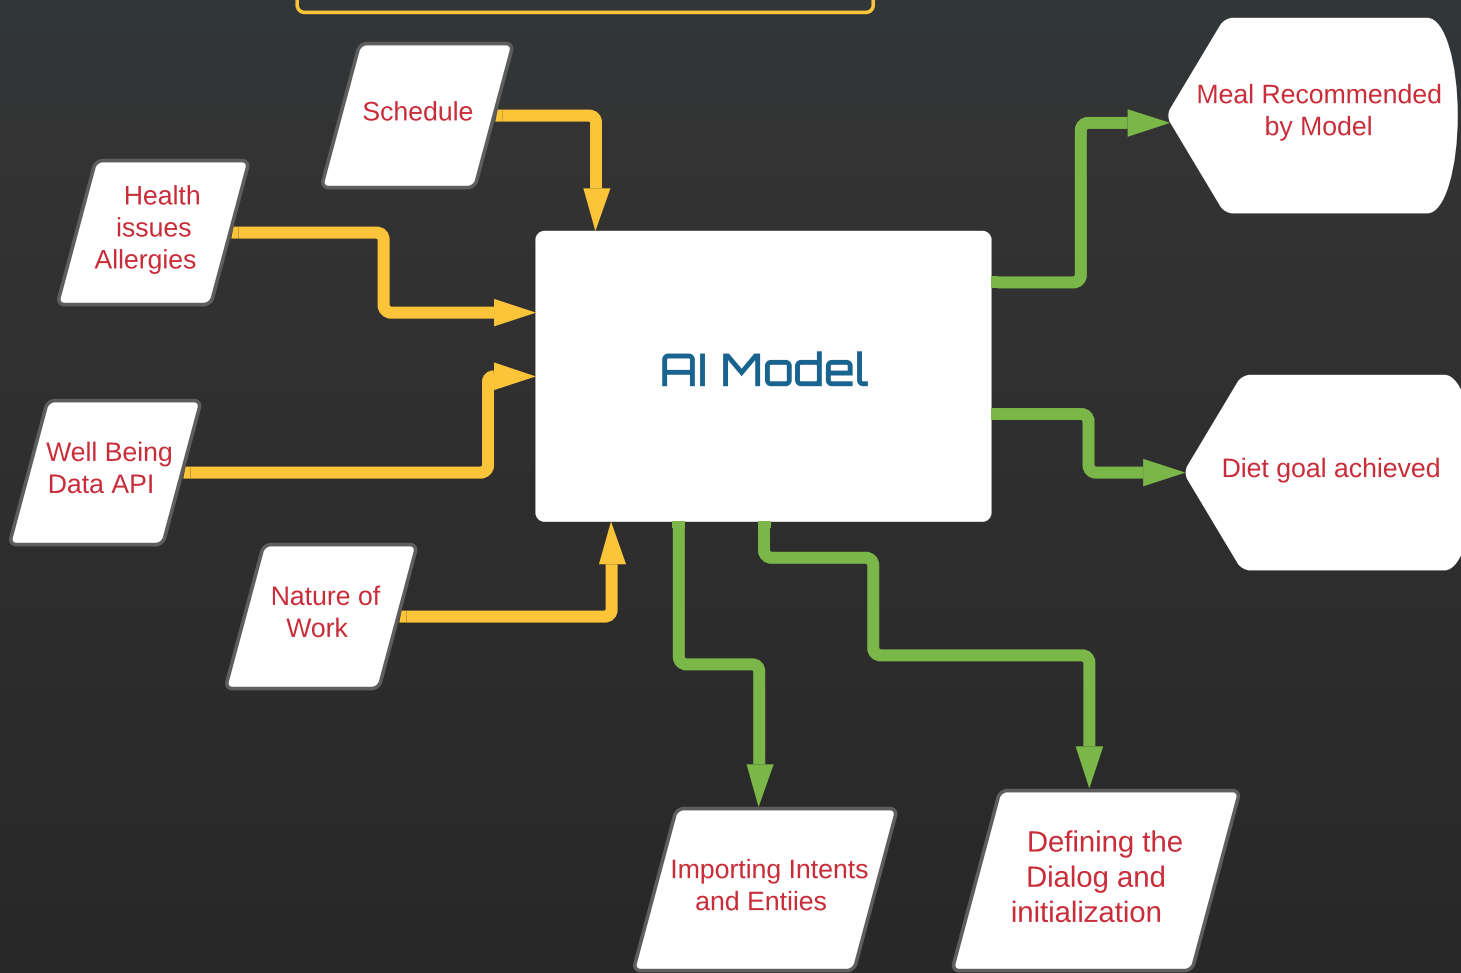 Schedule
Health
issues
Allergies
Well Being
Data API
Nature of
Work
AI Model
Meal Recommended
by Model
Diet goal achieved
Importing Intents
and Entiies
Defining the
Dialog and
initialization